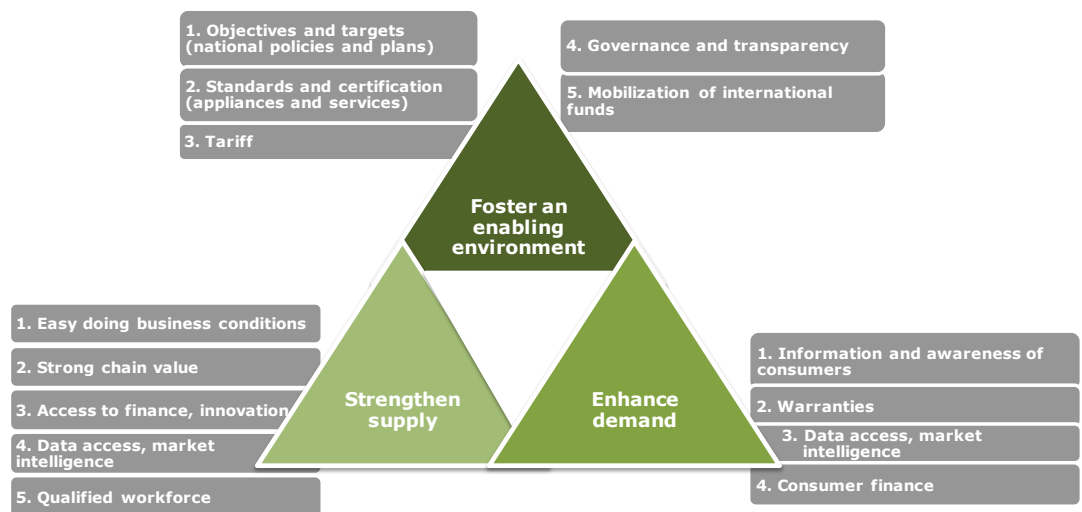 1. Objectives and targets
(national policies and plans)
2. Standards and certification
(appliances and services)
3. Tariff
4. Governance and transparency
5. Mobilization of international
funds
Foster an
enabling
environment
1. Easy doing business conditions
2. Strong chain value
3. Access to finance, innovation
4. Data access, market
intelligence
5. Qualified workforce
Strengthen
supply
Enhance
demand
1. Information and awareness of
consumers
2. Warranties
3. Data access, market
intelligence
4. Consumer finance